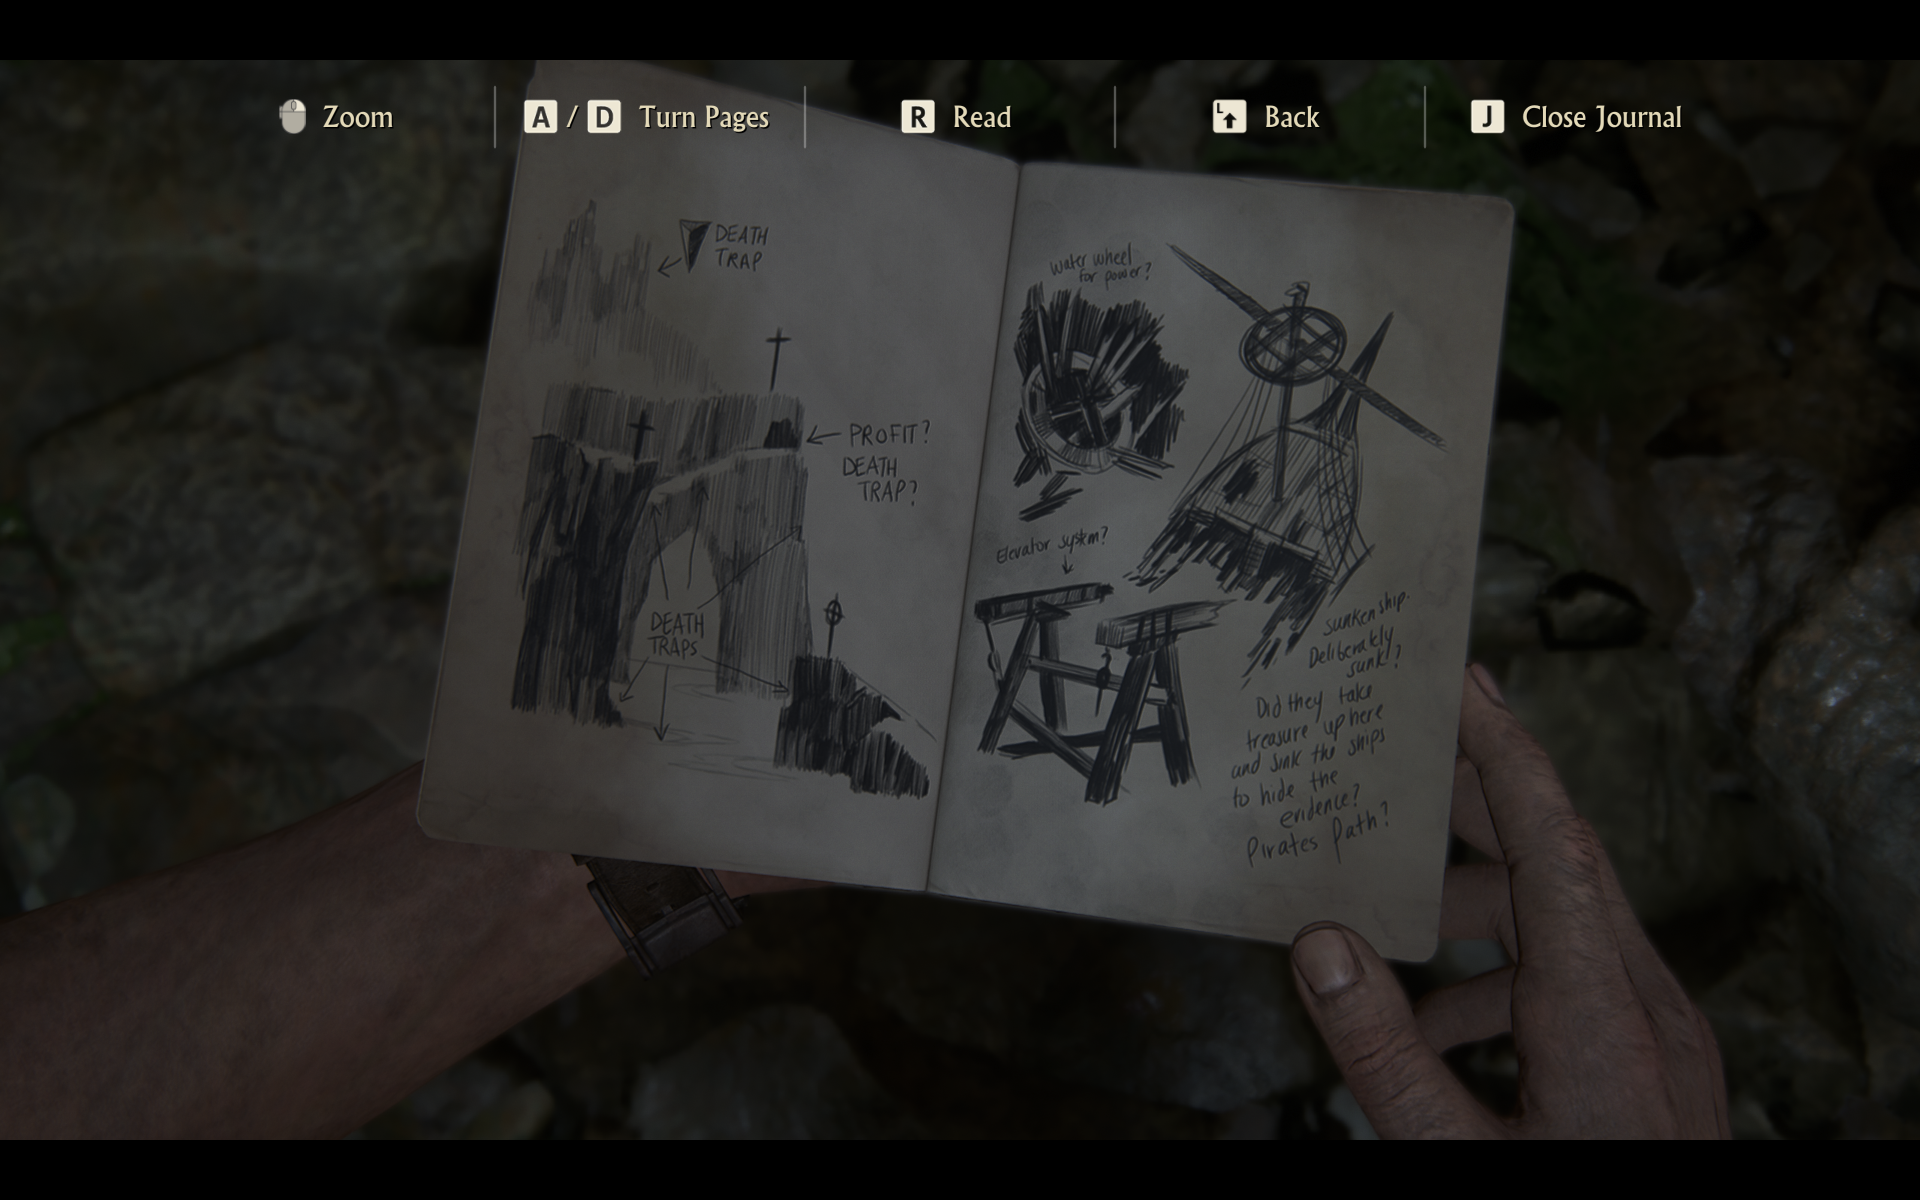 Zoom
A / D Turn Pages
R Read
L Back
J Close Journal
DEATH
TRAP
PROFIT?
DEATH
TRAP?
DEATH
TRAPS
water wheel
for power?
Elevator system?
Sunken ship.
Deliberately
sunk?
Did they take
treasure up here
and sink the ships
to hide the
evidence?
Pirates Path?